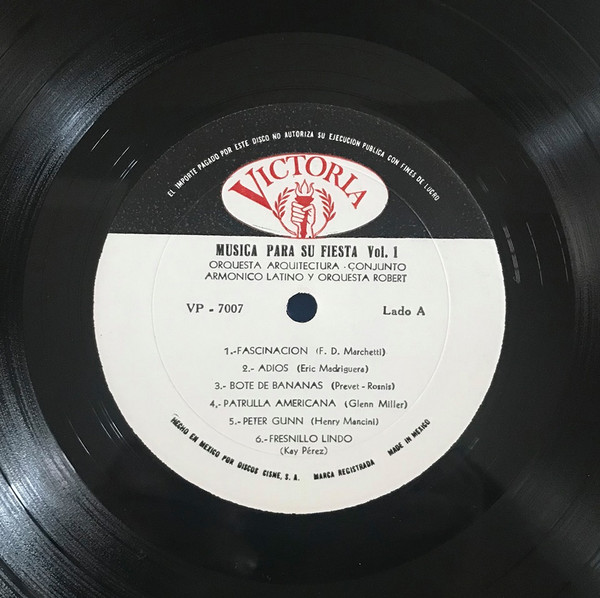 EL IMPORTE PAGADO POR ESTE DISCO NO AUTORIZA SU EJECUCION PUBLICA CON FINES DE LUCRO
VICTORIA
MUSICA PARA SU FIESTA Vol. 1
ORQUESTA ARQUITECTURA - CONJUNTO
ARMONICO LATINO Y ORQUESTA ROBERT
VP - 7007 Lado A
1.-FASCINACION (F. D. Marchetti)
2.- ADIOS (Eric Madriguera)
3.- BOTE DE BANANAS (Prevet - Rosnis)
4.- PATRULLA AMERICANA (Glenn Miller)
5.- PETER GUNN (Henry Mancini)
6.-FRESNILLO LINDO
(Kay Pérez)
HECHO EN MEXICO POR DISCOS CISNE, S. A. MARCA REGISTRADA MADE IN MEXICO